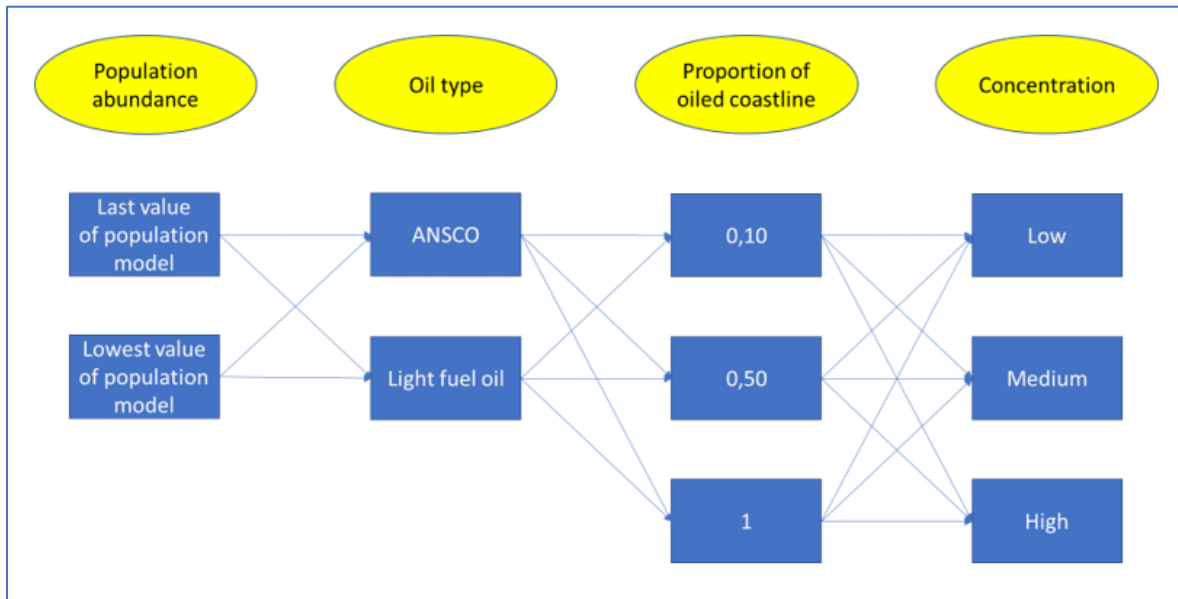 Population
abundance
Oil type
Proportion of
oiled coastline
Concentration
Last value
of population
model
ANSCO
0,10
Low
Lowest value
of population
model
Light fuel oil
0,50
Medium
1
High